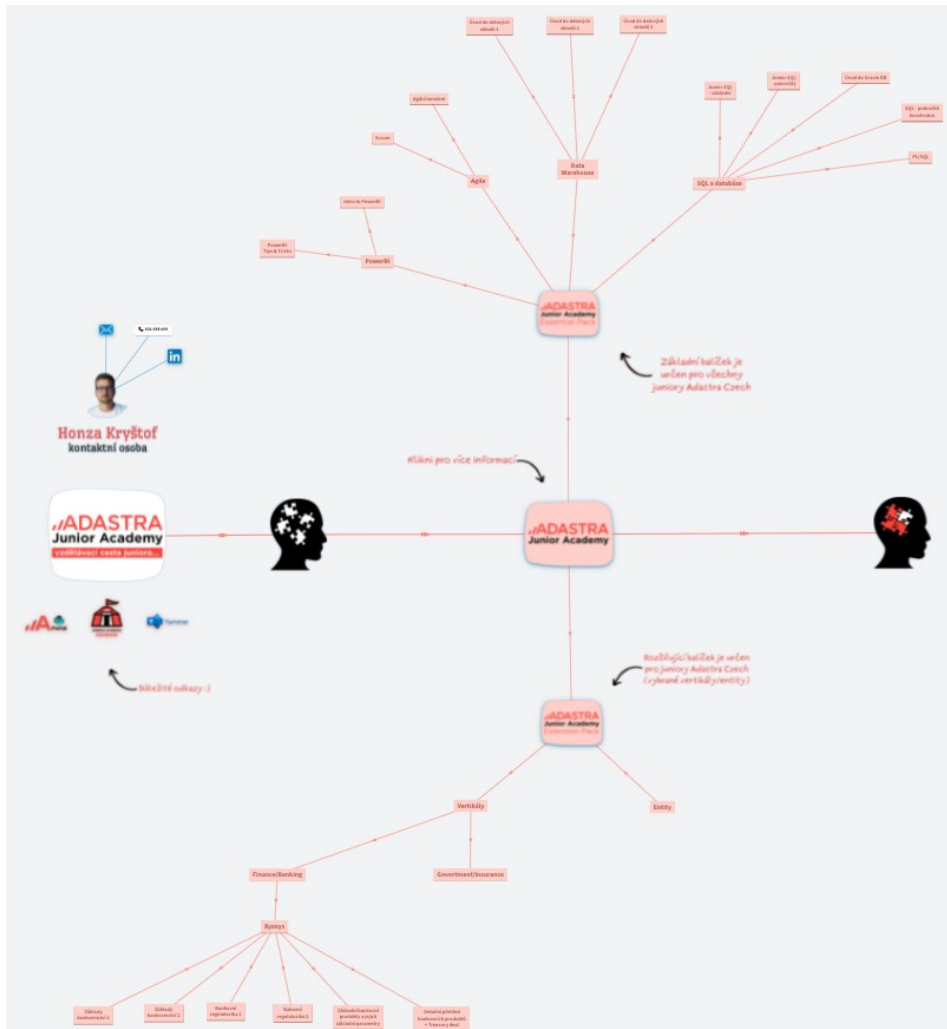 Úvod do datových
skladů 1
Úvod do datových
skladů 2
Úvod do datových
skladů 3
Junior SQL
- základní
Junior SQL
- pokročilý
Úvod do Oracle DB
SQL - pokročilé
konstrukce
PL/SQL
Agilní
Scrum
Agile
Data
Warehouse
SQL a databáze
Intro to PowerBI
PowerBI
Tips & Tricks
PowerBI
ADASTRA
Junior Academy
Essential Pack
Základní balíček je
určen pro všechny
juniory Adastra Czech
in
Honza Kryštof
kontaktní osoba
Klikni pro více informací
ADASTRA
Junior Academy
vzdělávací cesta juniora...
ADASTRA
Junior Academy
Yammer
Důležité odkazy :)
Rozšiřující balíček je určen
pro juniory Adastra Czech
(vybrané vertikály/entity)
ADASTRA
Junior Academy
Extension Pack
Vertikály
Entity
Finance/Banking
Govertment/Insurance
Byznys
Základy
bankovnictví 1
Základy
bankovnictví 2
Bankovní
regulatorika 1
regulatorika 2
Základní bankovní
produkty a jejich
základní parametry
Detailní přehled
bankovních produktů